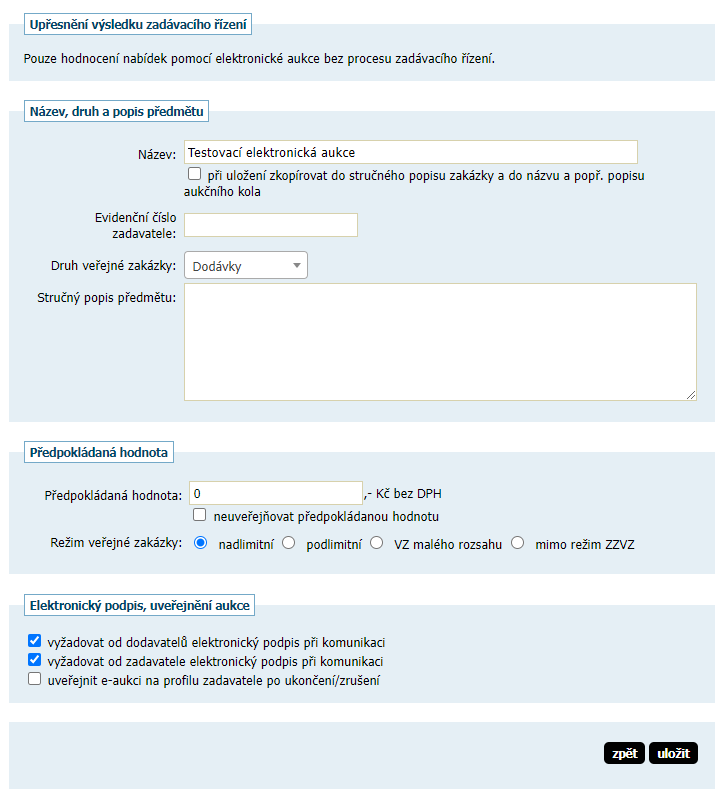 Upřesnění výsledku zadávacího řízení
Pouze hodnocení nabídek pomocí elektronické aukce bez procesu zadávacího řízení.
Název, druh a popis předmětu
Název: Testovací elektronická aukce
při uložení zkopírovat do stručného popisu zakázky a do názvu a popř. popisu
aukčního kola
Evidenční číslo
zadavatele:
Druh veřejné zakázky: Dodávky
Stručný popis předmětu:
Předpokládaná hodnota
Předpokládaná hodnota: 0 ,- Kč bez DPH
neuveřejňovat předpokládanou hodnotu
Režim veřejné zakázky: nadlimitní podlimitní VZ malého rozsahu mimo režim ZZVZ
Elektronický podpis, uveřejnění aukce
vyžadovat od dodavatelů elektronický podpis při komunikaci
vyžadovat od zadavatele elektronický podpis při komunikaci
uveřejnit e-aukci na profilu zadavatele po ukončení/zrušení
zpět uložit